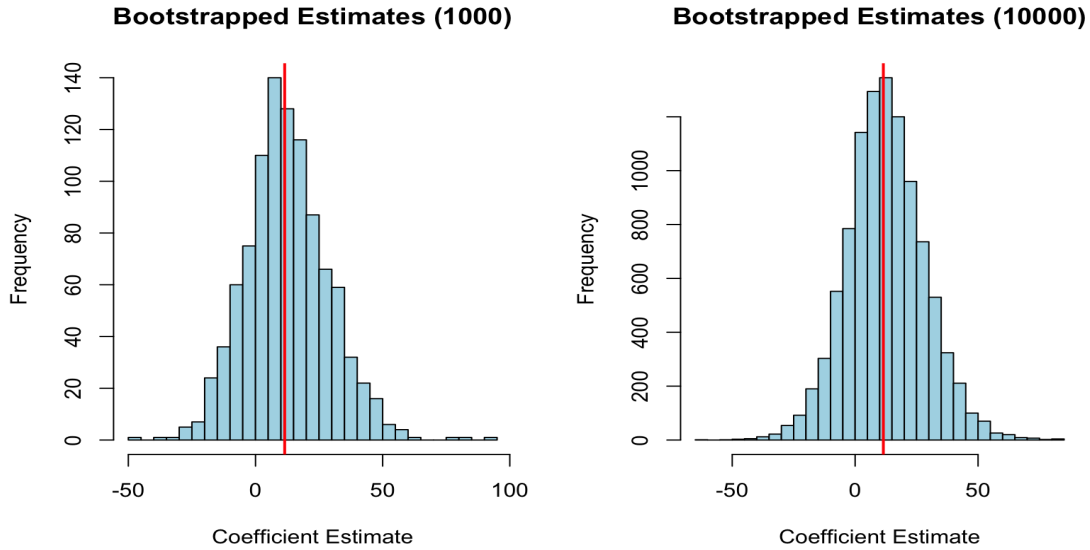 Bootstrapped Estimates (1000)
140
120
100
80
60
40
20
0
Frequency
-50 0 50 100
Coefficient Estimate
Bootstrapped Estimates (10000)
1000
800
600
400
200
0
Frequency
-50 0 50
Coefficient Estimate